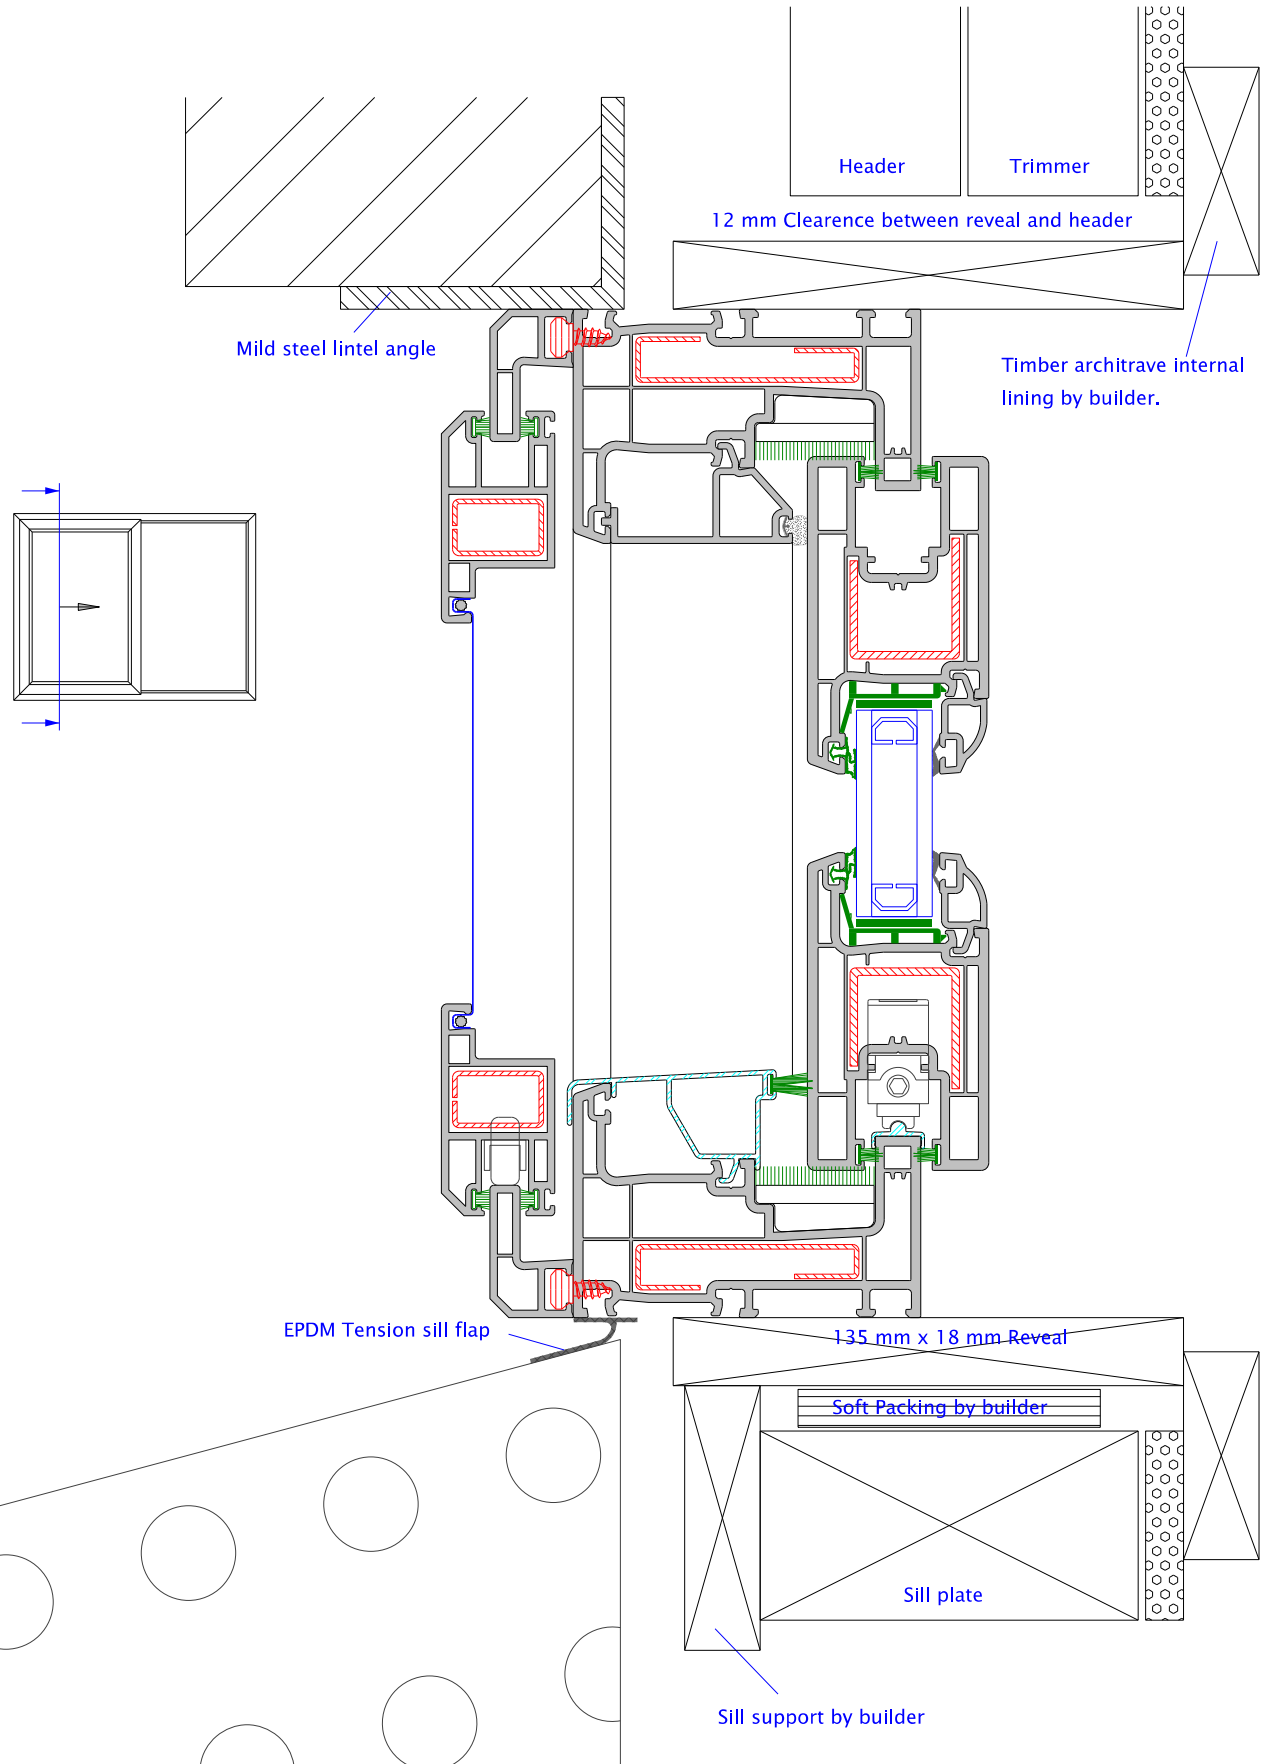 Header
Trimmer
12 mm Clearence between reveal and header
Mild steel lintel angle
Timber architrave internal
lining by builder.
EPDM Tension sill flap
135 mm x 18 mm Reveal
Soft Packing by builder
Sill plate
Sill support by builder